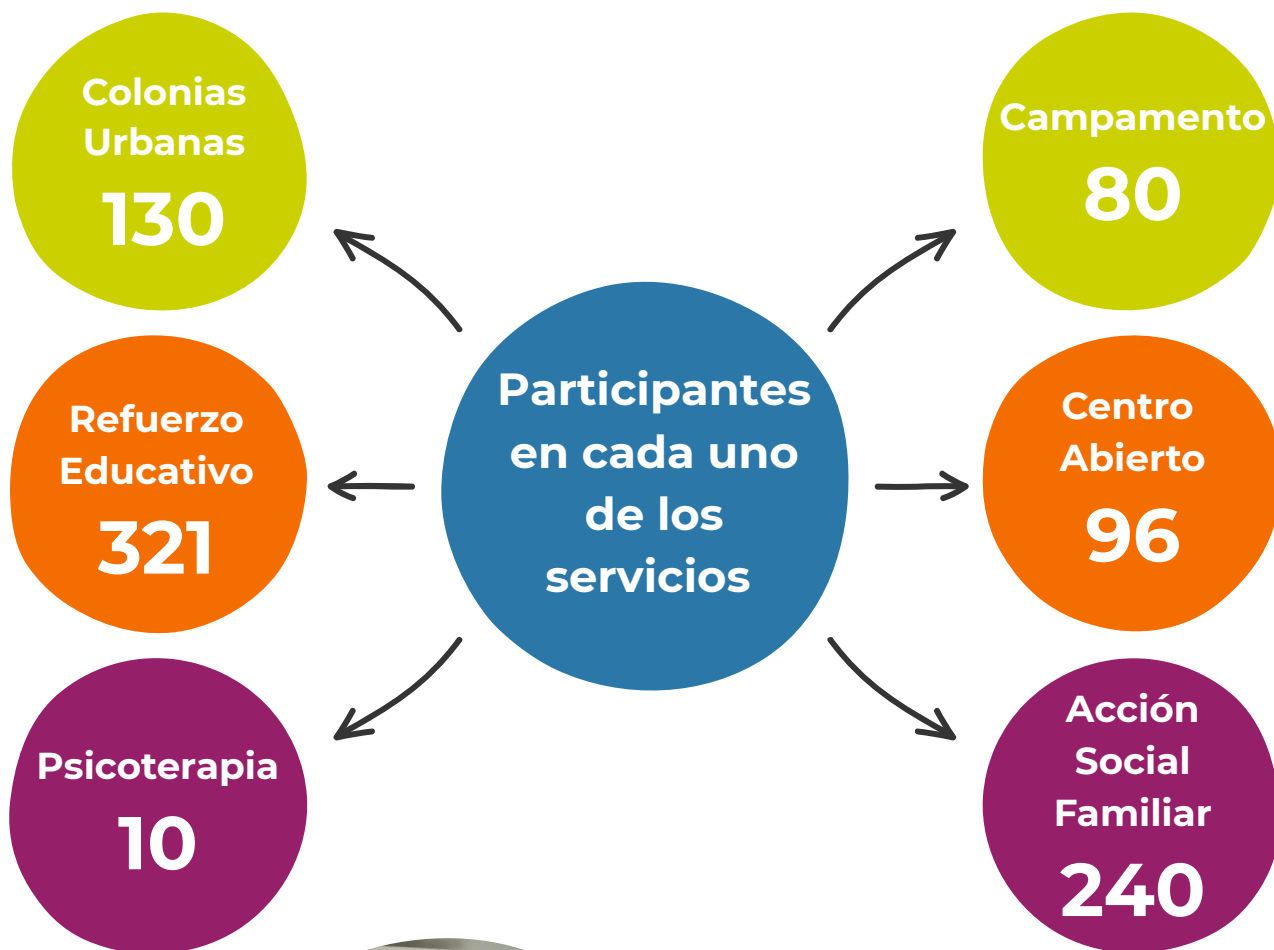 Colonias
Urbanas
130
Campamento
80
Participantes
en cada uno
de los
servicios
Refuerzo
Educativo
321
Centro
Abierto
96
Psicoterapia
10
Acción
Social
Familiar
240